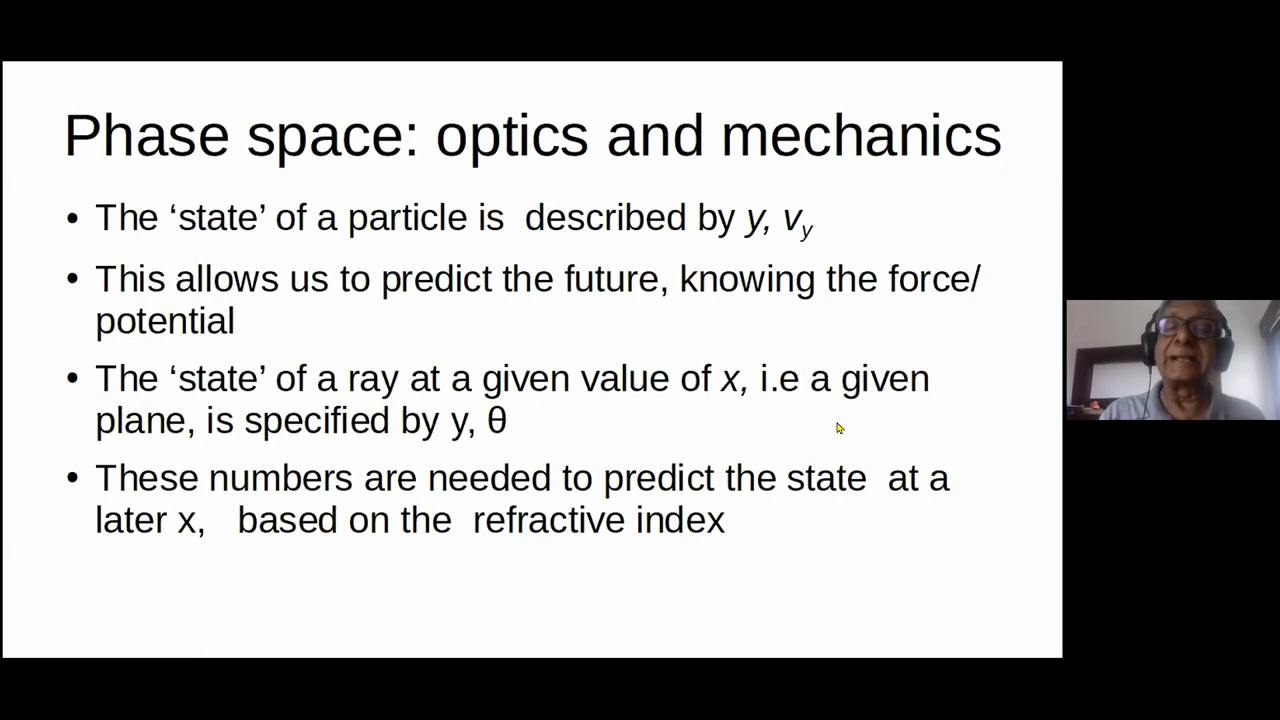 Phase space: optics and mechanics
• The ‘state’ of a particle is described by y, vy
• This allows us to predict the future, knowing the force/
potential
• The ‘state’ of a ray at a given value of x, i.e a given
plane, is specified by y, θ
• These numbers are needed to predict the state at a
later x, based on the refractive index